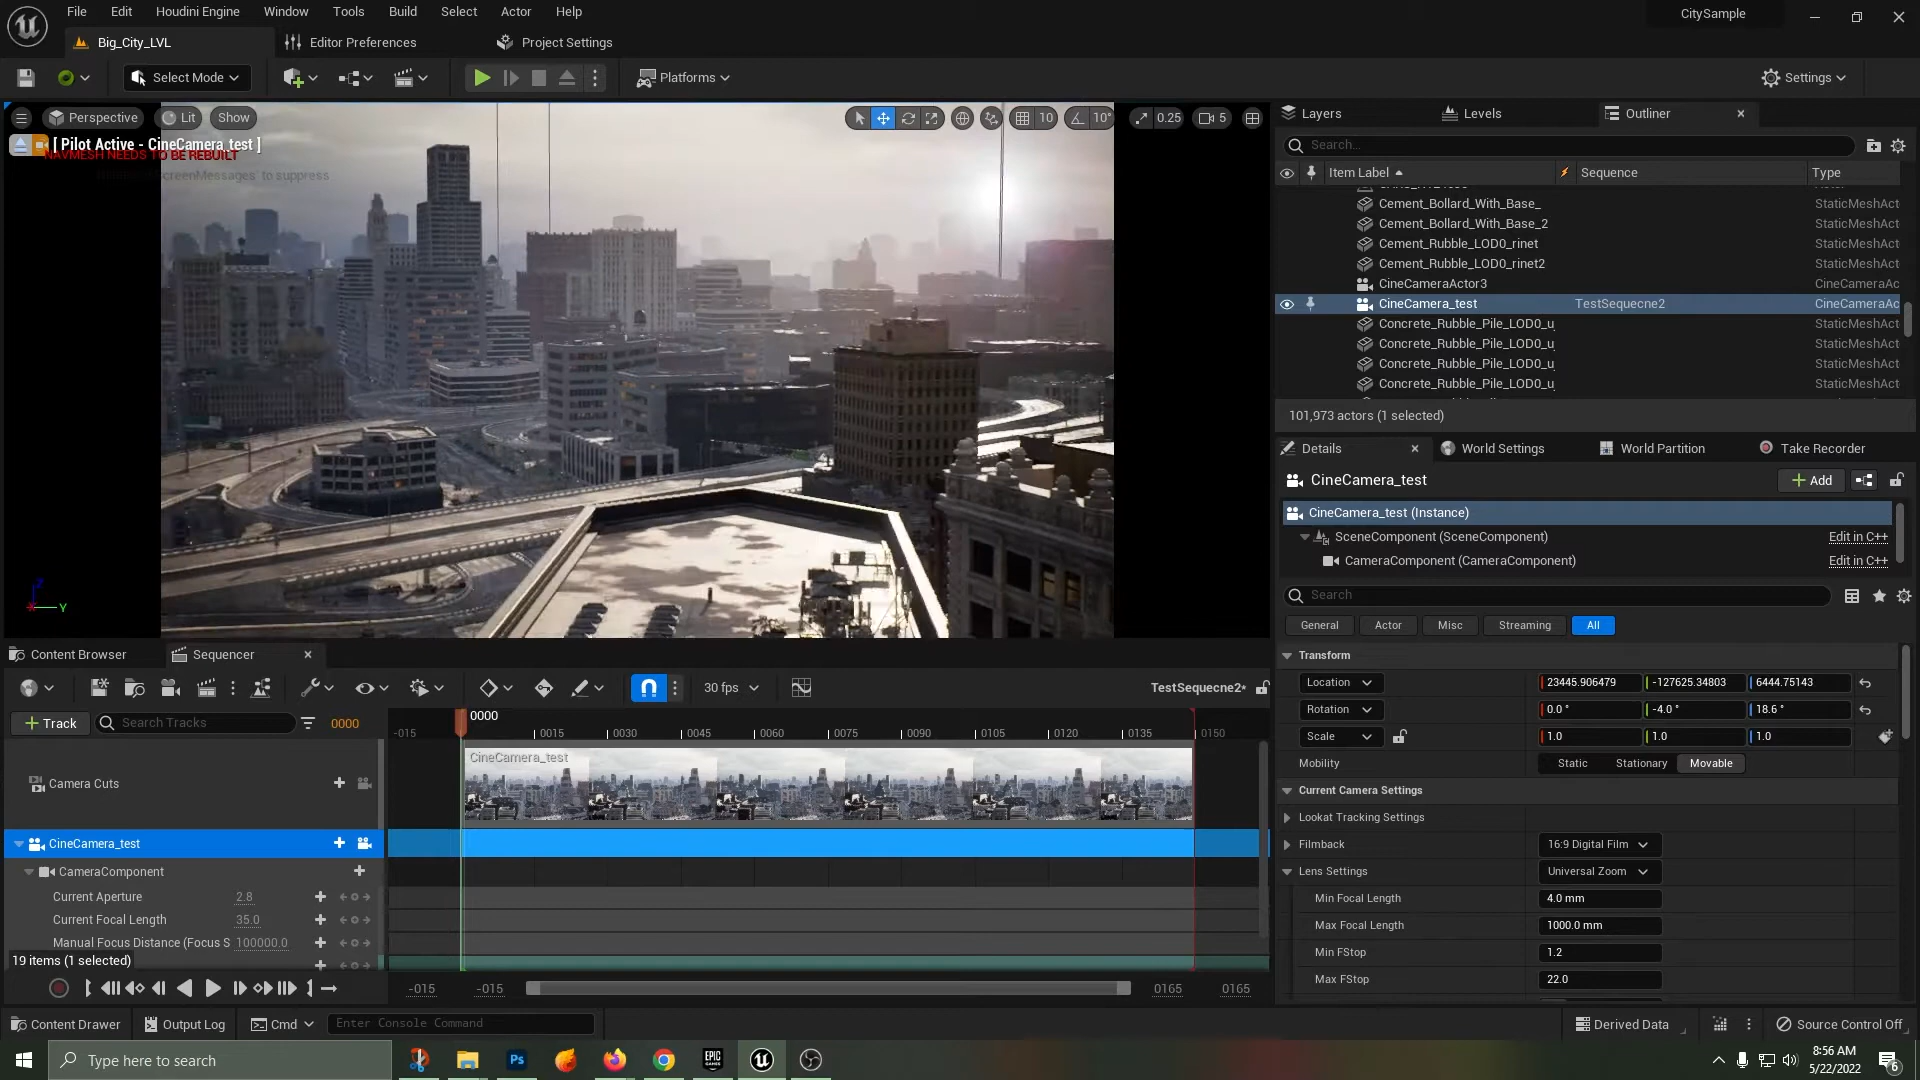 File Edit Houdini Engine Window Tools Build Select Actor Help
CitySample
Big_City_LVL Editor Preferences Project Settings
Select Mode Platforms Settings
Perspective Lit Show 10 10° 0.25 5
[ Pilot Active - CineCamera_test ]
NAVMESH NEEDS TO BE REBUILT
ScreenMessages' to suppress
Y
Layers Levels Outliner
Search...
Item Label Sequence Type
Cement_Bollard_With_Base_ StaticMeshAct
Cement_Bollard_With_Base_2 StaticMeshAct
Cement_Rubble_LOD0_rinet StaticMeshAct
Cement_Rubble_LOD0_rinet2 StaticMeshAct
CineCameraActor3 CineCameraAc
CineCamera_test TestSequecne2 CineCameraAc
Concrete_Rubble_Pile_LOD0_u StaticMeshAct
Concrete_Rubble_Pile_LOD0_u StaticMeshAct
Concrete_Rubble_Pile_LOD0_u StaticMeshAct
Concrete_Rubble_Pile_LOD0_u StaticMeshAct
101,973 actors (1 selected)
Details World Settings World Partition Take Recorder
CineCamera_test Add
CineCamera_test (Instance)
SceneComponent (SceneComponent) Edit in C++
CameraComponent (CameraComponent) Edit in C++
Search
General Actor Misc Streaming All
Transform
Location 23445.906479 -127625.34803 6444.75143
Rotation 0.0 ° -4.0 ° 18.6 °
Scale 1.0 1.0 1.0
Mobility Static Stationary Movable
Current Camera Settings
Lookat Tracking Settings
Filmback 16:9 Digital Film
Lens Settings Universal Zoom
Min Focal Length 4.0 mm
Max Focal Length 1000.0 mm
Min FStop 1.2
Max FStop 22.0
Content Browser Sequencer
30 fps TestSequecne2*
Track Search Tracks 0000
0000
-015 0015 0030 0045 0060 0075 0090 0105 0120 0135 0150
CineCamera_test
Camera Cuts
CineCamera_test
CameraComponent
Current Aperture 2.8
Current Focal Length 35.0
Manual Focus Distance (Focus S 100000.0
19 items (1 selected)
-015 -015 0165 0165
Content Drawer Output Log Cmd Enter Console Command Derived Data Source Control Off
Type here to search
Ps
EPIC GAMES
8:56 AM
5/22/2022
6